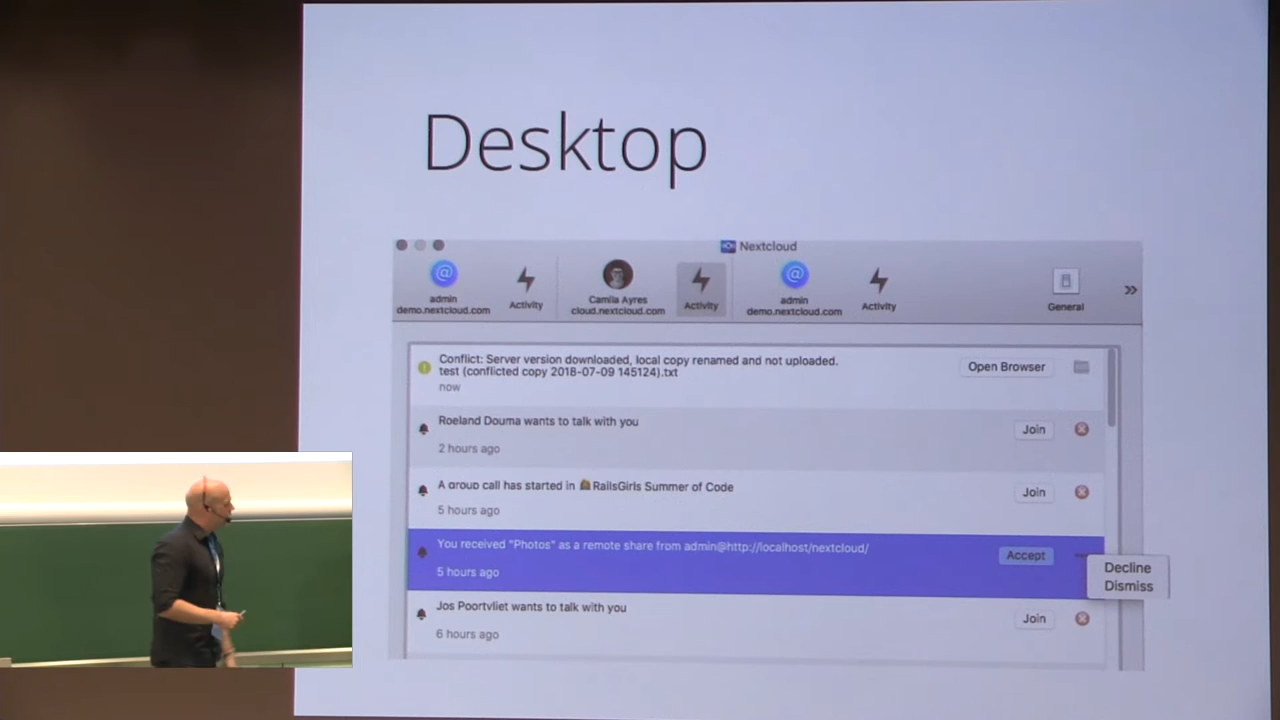 Desktop
Nextcloud
admin
demo.nextcloud.com
Activity
Camila Ayres
cloud.nextcloud.com
Activity
admin
demo.nextcloud.com
Activity
General
»
Conflict: Server version downloaded, local copy renamed and not uploaded.
test (conflicted copy 2018-07-09 145124).txt
now
Open Browser
Roeland Douma wants to talk with you
2 hours ago
Join
A group call has started in RailsGirls Summer of Code
5 hours ago
Join
You received "Photos" as a remote share from admin@http://localhost/nextcloud/
5 hours ago
Accept
Decline
Dismiss
Jos Poortvliet wants to talk with you
6 hours ago
Join